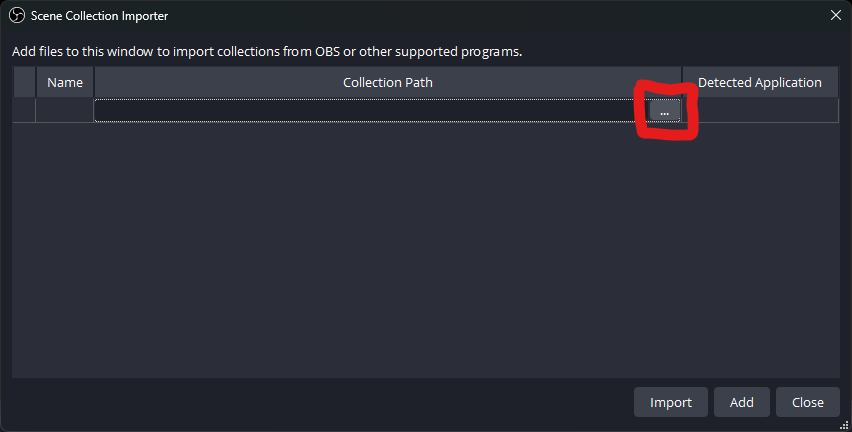 Scene Collection Importer
Add files to this window to import collections from OBS or other supported programs.
Name Collection Path Detected Application
...
Import Add Close